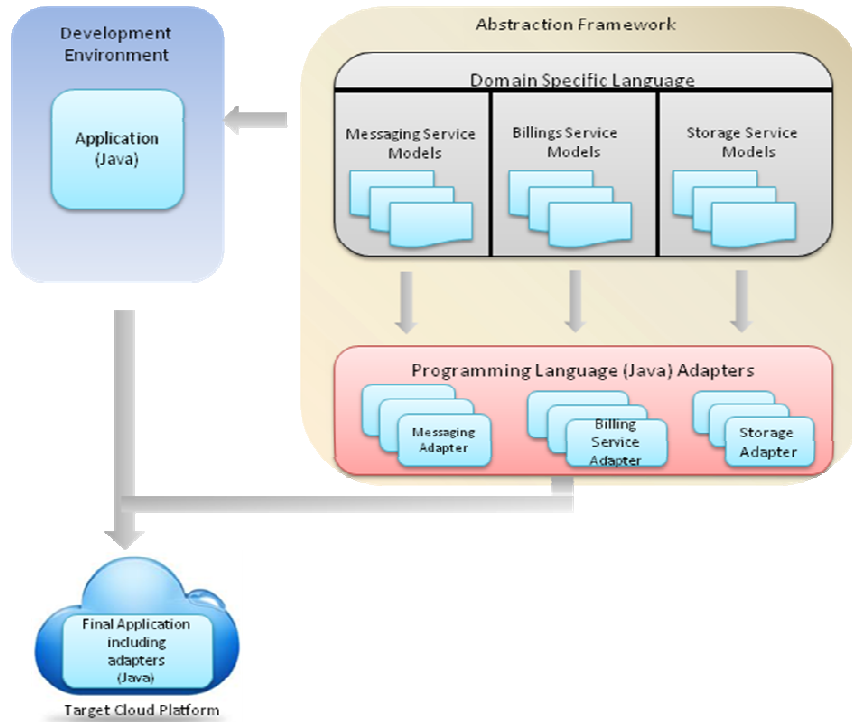 Development
Environment
Application
(Java)
Abstraction Framework
Domain Specific Language
Messaging Service
Models
Billings Service
Models
Storage Service
Models
Programming Language (Java) Adapters
Messaging
Adapter
Billing
Service
Adapter
Storage
Adapter
Final Application
including
adapters
(Java)
Target Cloud Platform